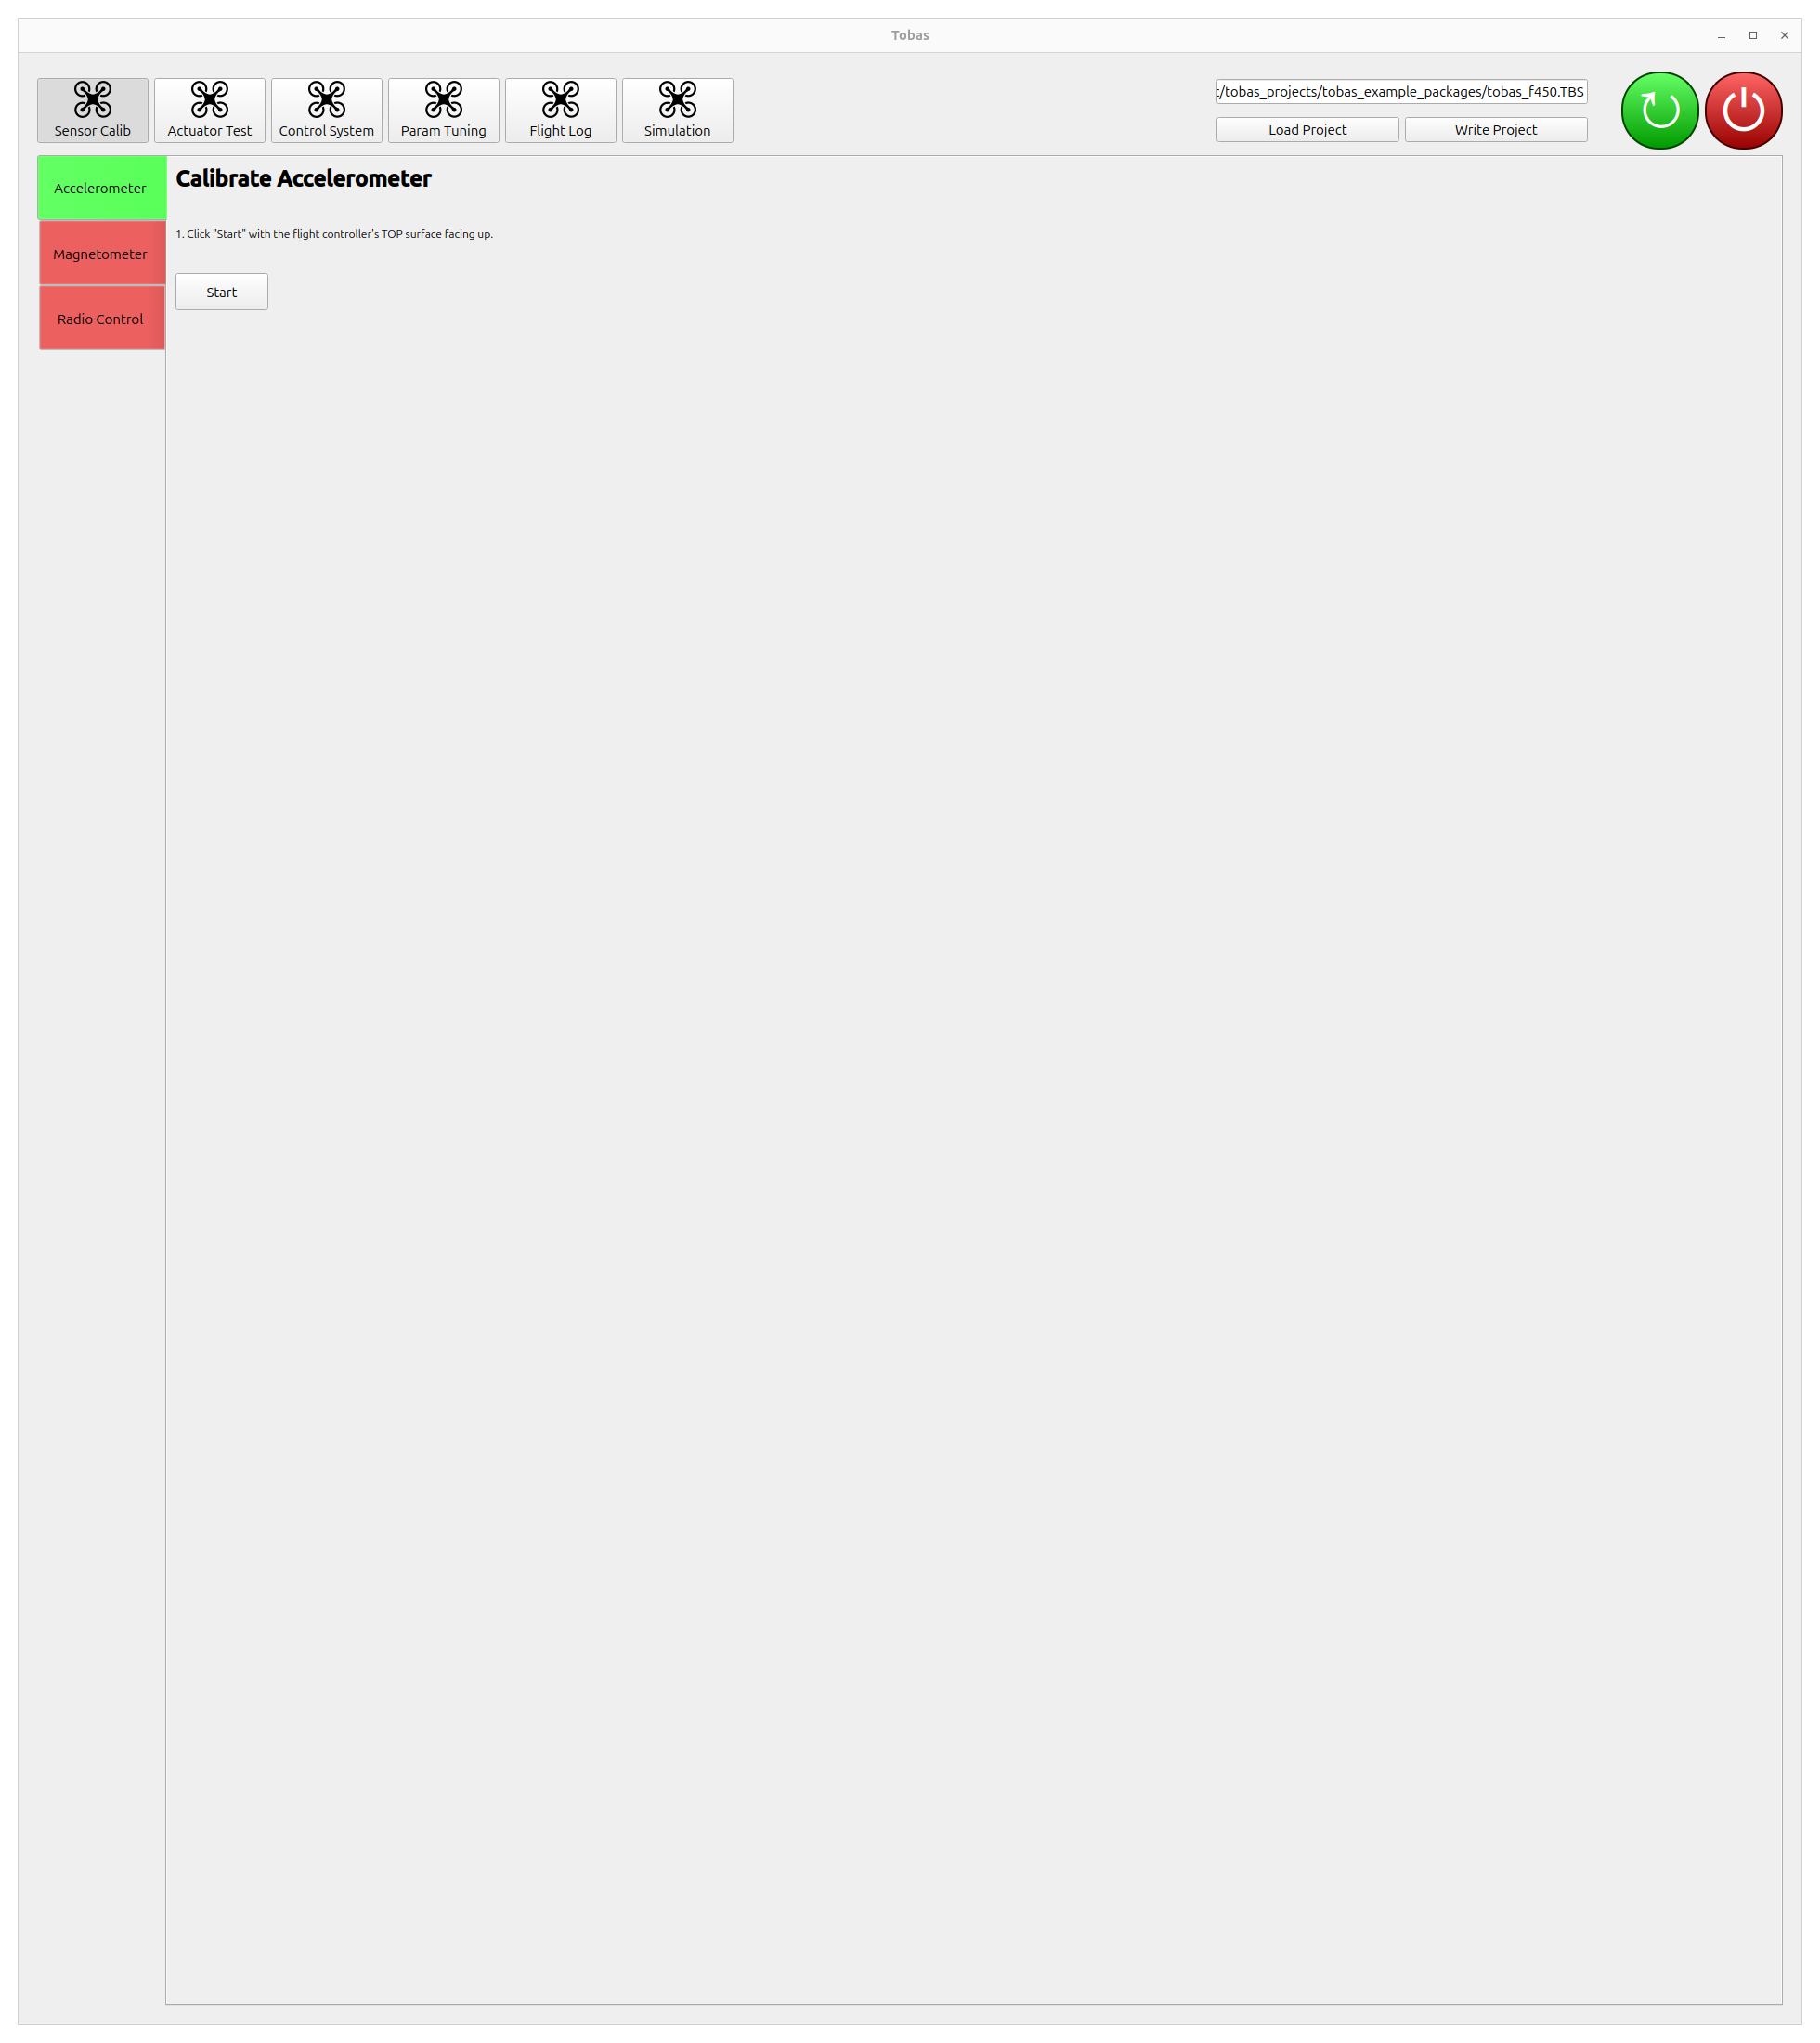 Tobas
Sensor Calib
Actuator Test
Control System
Param Tuning
Flight Log
Simulation
:/tobas_projects/tobas_example_packages/tobas_f450.TBS
Load Project
Write Project
Accelerometer
Magnetometer
Radio Control
Calibrate Accelerometer
1. Click "Start" with the flight controller's TOP surface facing up.
Start